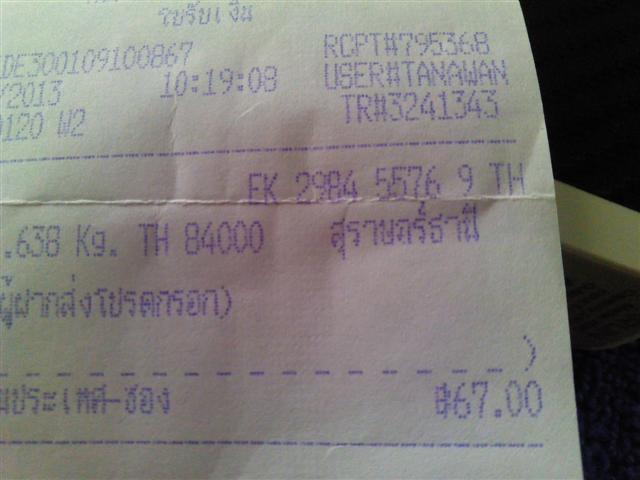 ใบรับเงิน
DE300109100867 RCPT#795368
/2013 10:19:08 USER#TANAWAN
0120 W2 TR#3241343
EK 2984 5576 9 TH
.638 Kg. TH 84000 สุราษฎร์ธานี
ผู้ฝากส่งโปรดกรอก)
)
นประเทศ-ซอง ฿67.00